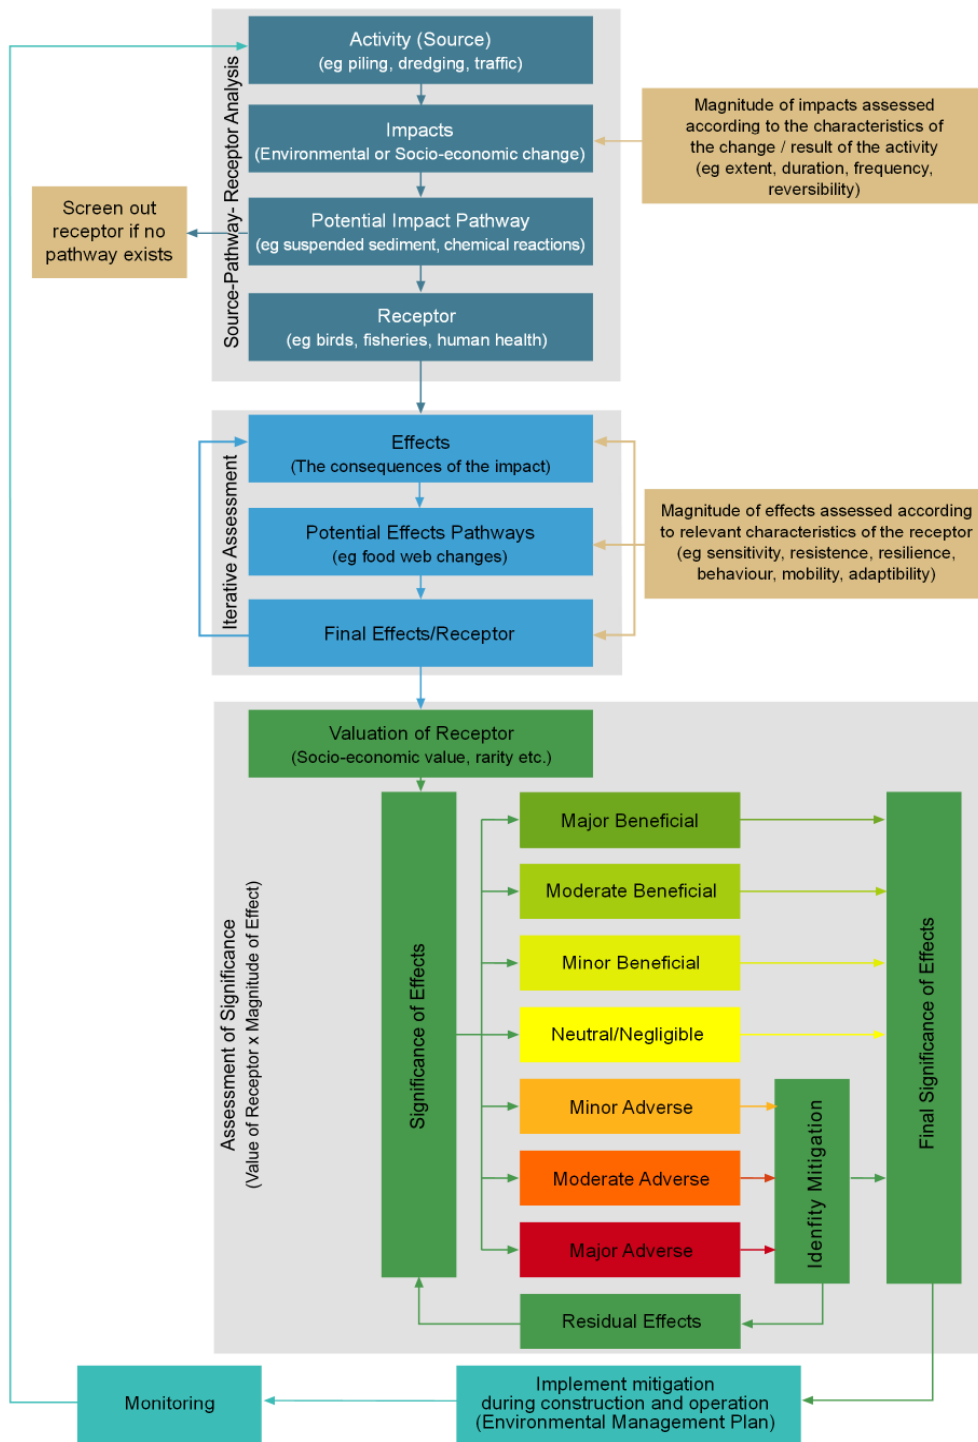 Activity (Source)
(eg piling, dredging, traffic)
Impacts
(Environmental or Socio-economic change)
Magnitude of impacts assessed
according to the characteristics of
the change / result of the activity
(eg extent, duration, frequency,
reversibility)
Potential Impact Pathway
(eg suspended sediment, chemical reactions)
Screen out
receptor if no
pathway exists
Receptor
(eg birds, fisheries, human health)
Source-Pathway- Receptor Analysis
Effects
(The consequences of the impact)
Potential Effects Pathways
(eg food web changes)
Magnitude of effects assessed according
to relevant characteristics of the receptor
(eg sensitivity, resistence, resilience,
behaviour, mobility, adaptibility)
Final Effects/Receptor
Iterative Assessment
Valuation of Receptor
(Socio-economic value, rarity etc.)
Assessment of Significance
(Value of Receptor x Magnitude of Effect)
Significance of Effects
Major Beneficial
Moderate Beneficial
Minor Beneficial
Neutral/Negligible
Minor Adverse
Moderate Adverse
Major Adverse
Idenfity Mitigation
Final Significance of Effects
Residual Effects
Monitoring
Implement mitigation
during construction and operation
(Environmental Management Plan)